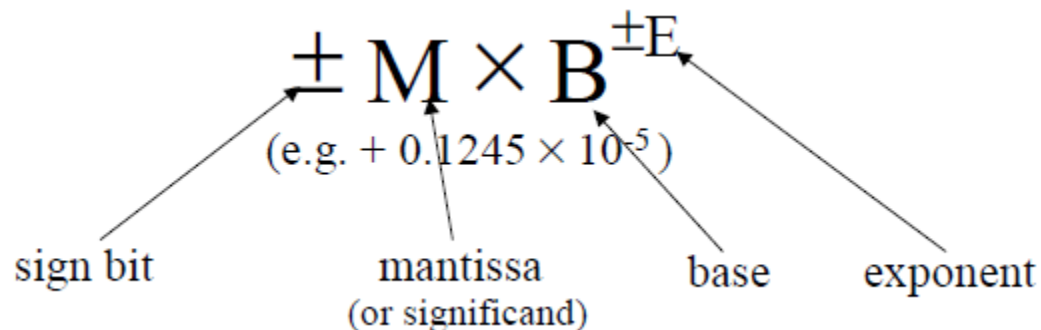 ± M × B±E
(e.g. + 0.1245 × 10-5 )
sign bit mantissa base exponent
(or significand)